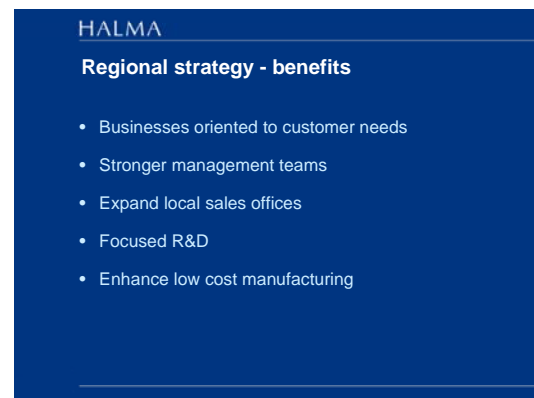 HALMA
Regional strategy - benefits
• Businesses oriented to customer needs
• Stronger management teams
• Expand local sales offices
• Focused R&D
• Enhance low cost manufacturing